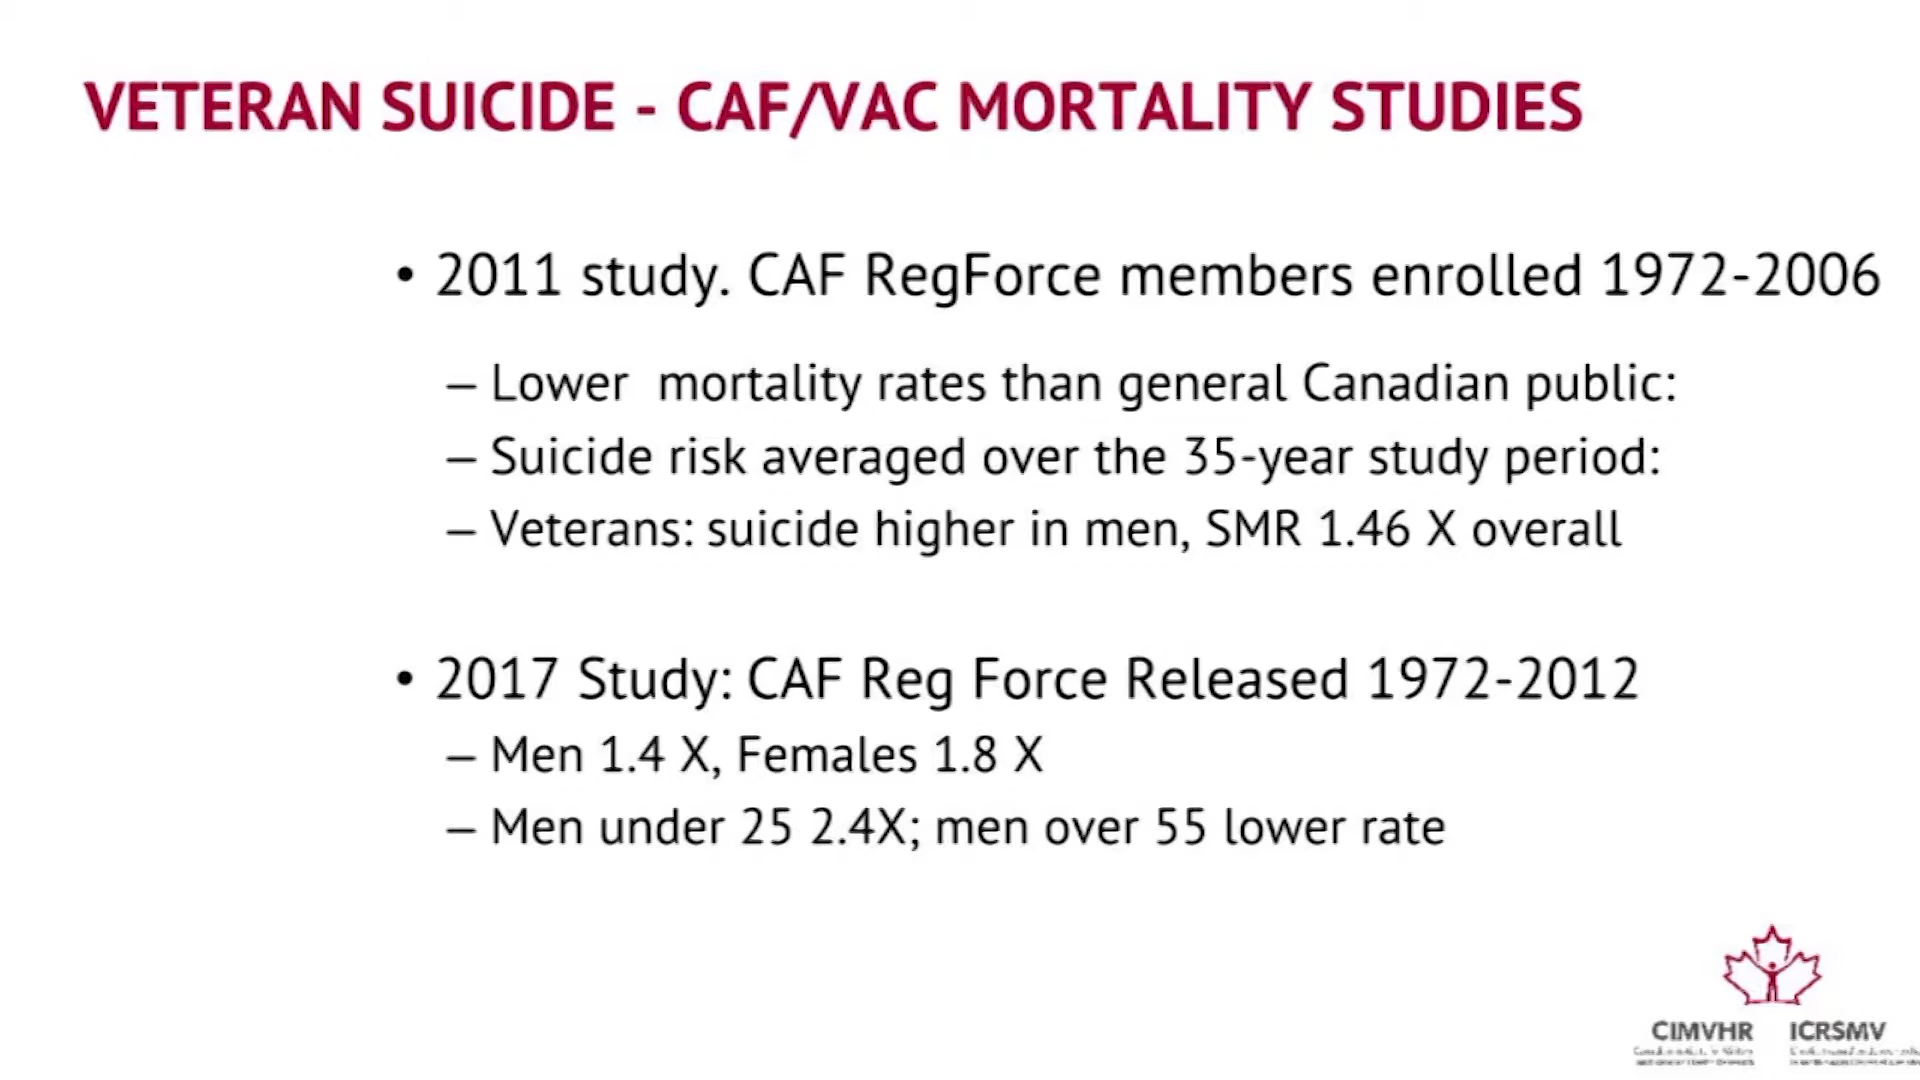 VETERAN SUICIDE - CAF/VAC MORTALITY STUDIES
• 2011 study. CAF RegForce members enrolled 1972-2006
– Lower  mortality rates than general Canadian public:
– Suicide risk averaged over the 35-year study period:
– Veterans: suicide higher in men, SMR 1.46 X overall
• 2017 Study: CAF Reg Force Released 1972-2012
– Men 1.4 X, Females 1.8 X
– Men under 25 2.4X; men over 55 lower rate
CIMVHR ICRSMV